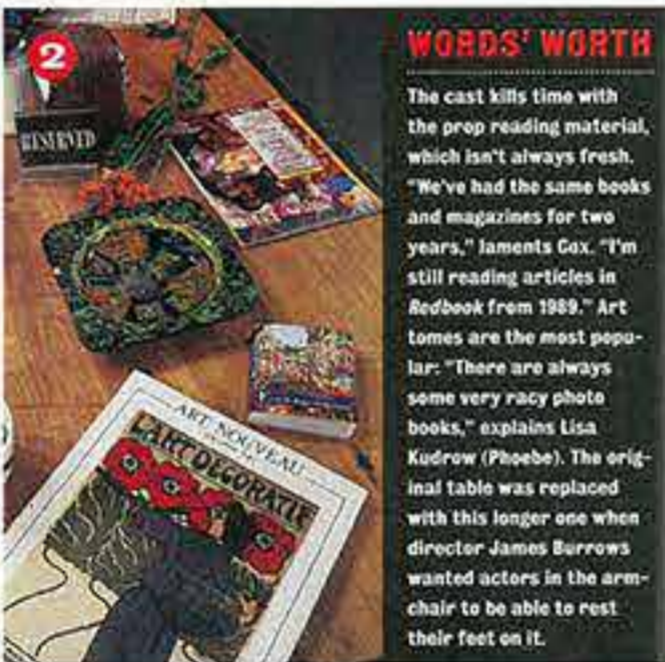 2
RESERVED
ART NOUVEAU
L'ART DECORATIF
WORDS' WORTH
The cast kills time with
the prop reading material,
which isn't always fresh.
"We've had the same books
and magazines for two
years," laments Cox. "I'm
still reading articles in
Redbook from 1989." Art
tomes are the most popu-
lar: "There are always
some very racy photo
books," explains Lisa
Kudrow (Phoebe). The orig-
inal table was replaced
with this longer one when
director James Burrows
wanted actors in the arm-
chair to be able to rest
their feet on it.